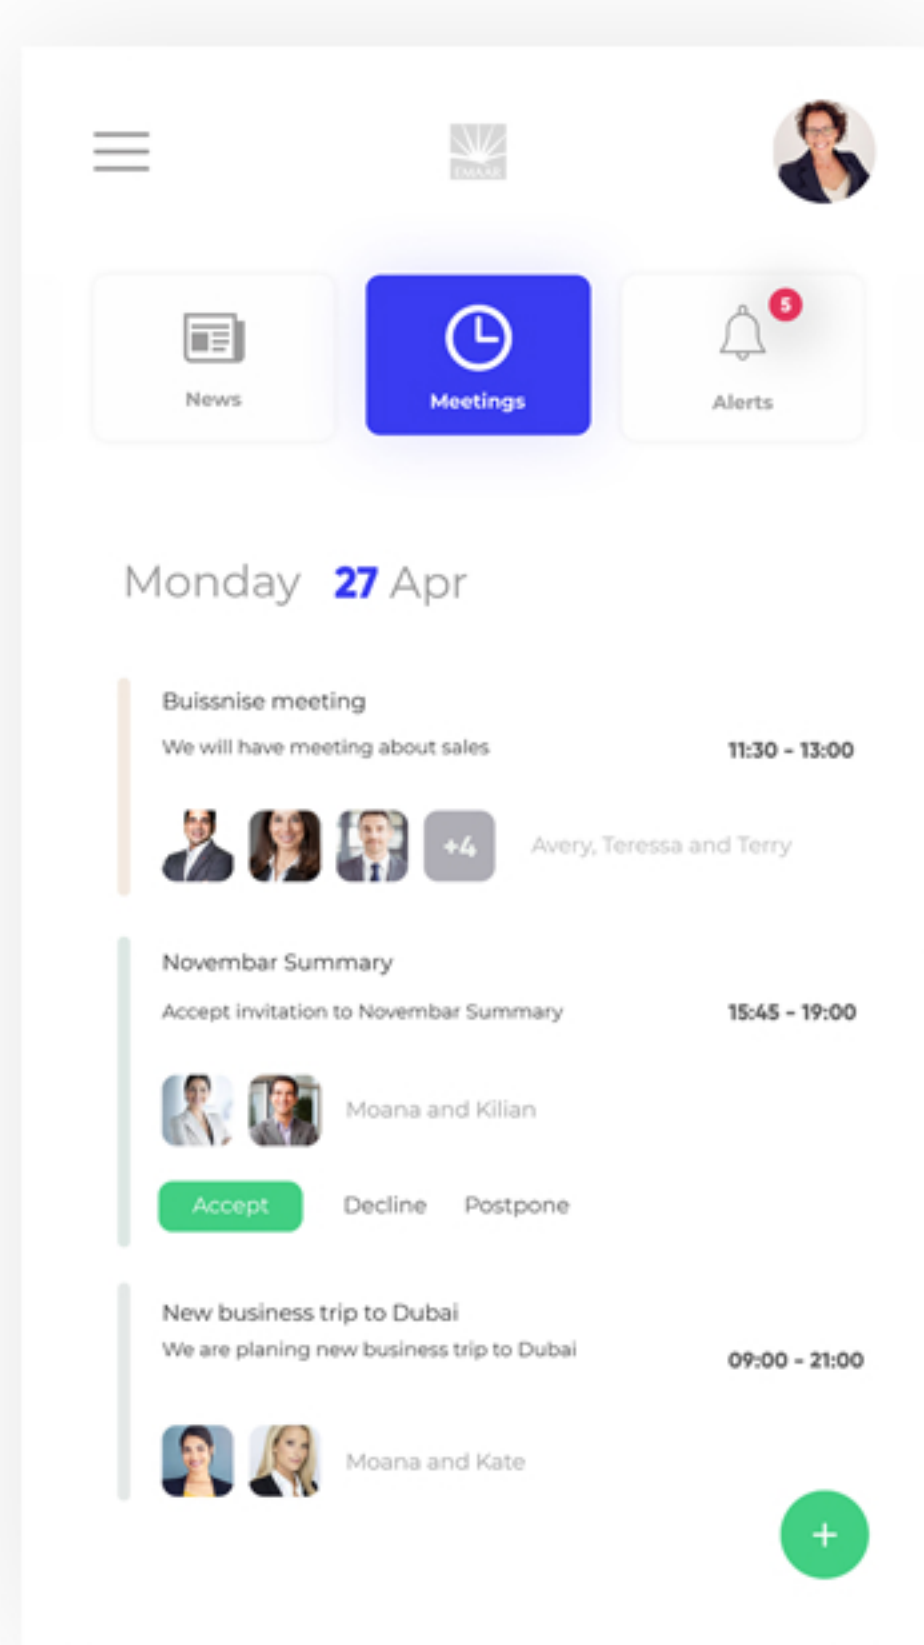 EMAAR
5
News
Meetings
Alerts
Monday 27 Apr
Buissnise meeting
We will have meeting about sales
11:30 - 13:00
+4
Avery, Teressa and Terry
Novembar Summary
Accept invitation to Novembar Summary
15:45 - 19:00
Moana and Kilian
Accept Decline Postpone
New business trip to Dubai
We are planing new business trip to Dubai
09:00 - 21:00
Moana and Kate
+